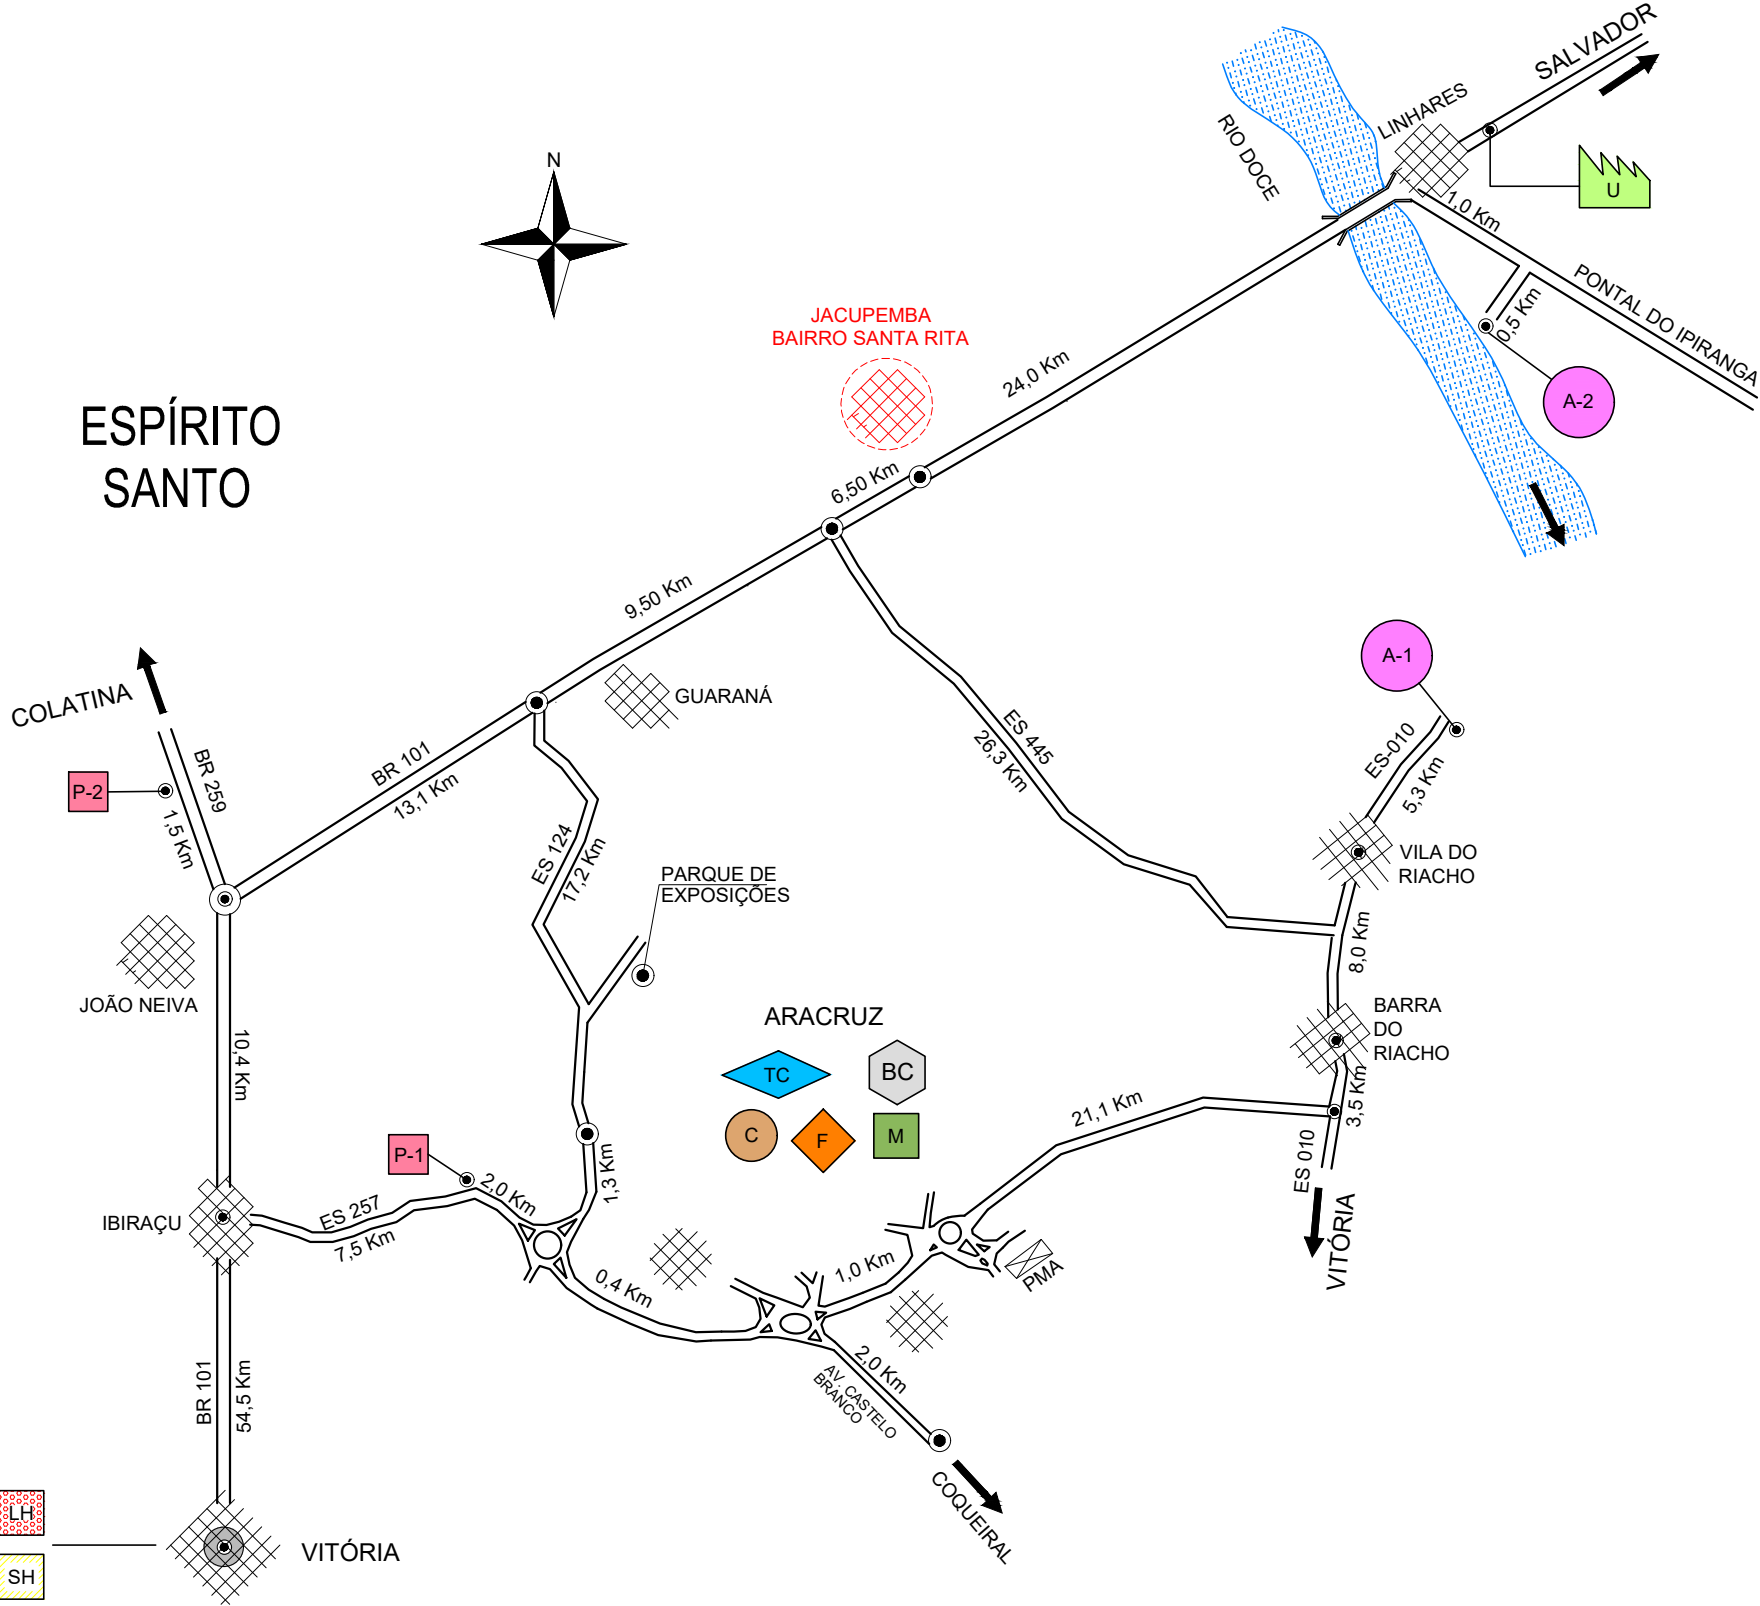 SALVADOR
LINHARES
RIO DOCE
N
U
1,0 Km
PONTAL DO IPIRANGA
0,5 Km
A-2
JACUPEMBA
BAIRRO SANTA RITA
24,0 Km
ESPÍRITO
SANTO
6,50 Km
9,50 Km
A-1
COLATINA
GUARANÁ
BR 259
P-2
1,5 Km
BR 101
13,1 Km
ES 445
26,3 Km
ES-010
5,3 Km
ES 124
17,2 Km
VILA DO
RIACHO
PARQUE DE
EXPOSIÇÕES
8,0 Km
JOÃO NEIVA
ARACRUZ
BARRA
DO
RIACHO
10,4 Km
TC
BC
C
F
M
21,1 Km
3,5 Km
ES 010
VITÓRIA
P-1
2,0 Km
1,3 Km
IBIRAÇU
ES 257
7,5 Km
0,4 Km
1,0 Km
PMA
BR 101
54,5 Km
2,0 Km
AV. CASTELO
BRANCO
COQUEIRAL
LH
SH
VITÓRIA